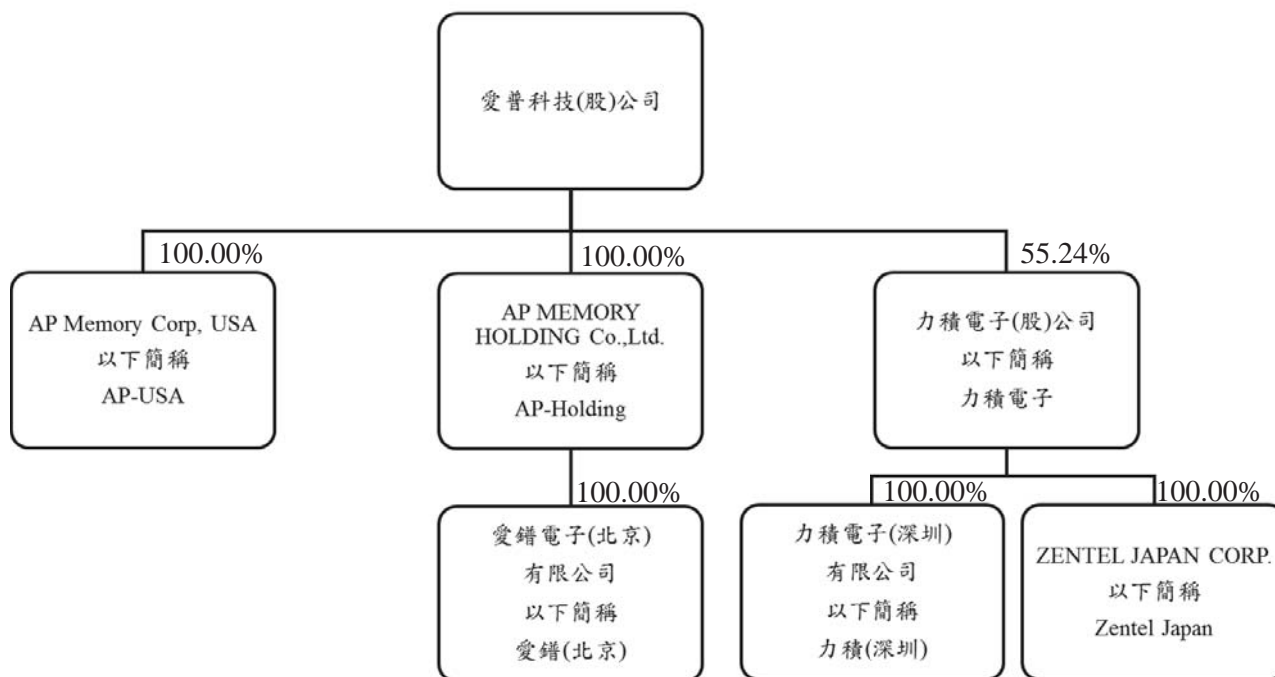 愛普科技(股)公司
100.00%
100.00%
55.24%
AP Memory Corp, USA
以下簡稱
AP-USA
AP MEMORY
HOLDING Co.,Ltd.
以下簡稱
AP-Holding
力積電子(股)公司
以下簡稱
力積電子
100.00%
100.00%
100.00%
愛鐠電子(北京)
有限公司
以下簡稱
愛鐠(北京)
力積電子(深圳)
有限公司
以下簡稱
力積(深圳)
ZENTEL JAPAN CORP.
以下簡稱
Zentel Japan